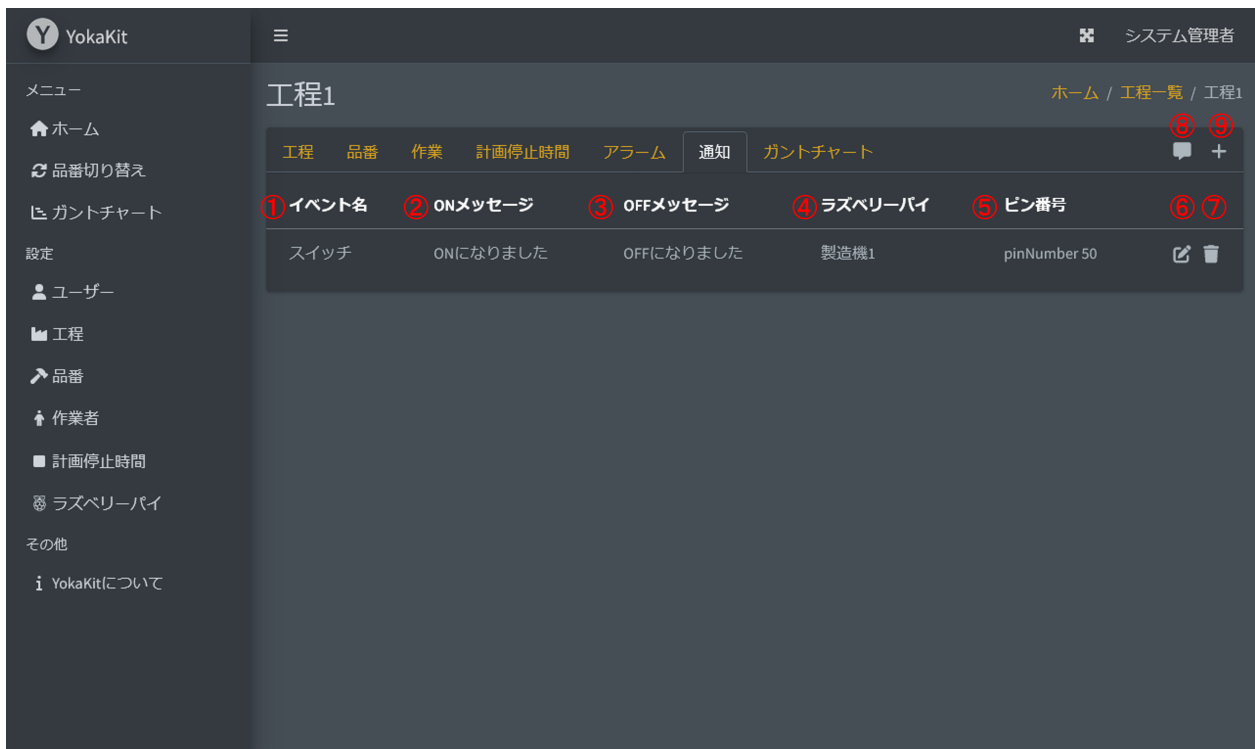 Y YokaKit
システム管理者
メニュー
ホーム
品番切り替え
ガントチャート
設定
ユーザー
工程
品番
作業者
計画停止時間
ラズベリーパイ
その他
YokaKitについて
工程1
ホーム / 工程一覧 / 工程1
⑧ ⑨
工程 品番 作業 計画停止時間 アラーム 通知 ガントチャート
① イベント名 ② ONメッセージ ③ OFFメッセージ ④ ラズベリーパイ ⑤ ピン番号 ⑥ ⑦
スイッチ ONになりました OFFになりました 製造機1 pinNumber 50